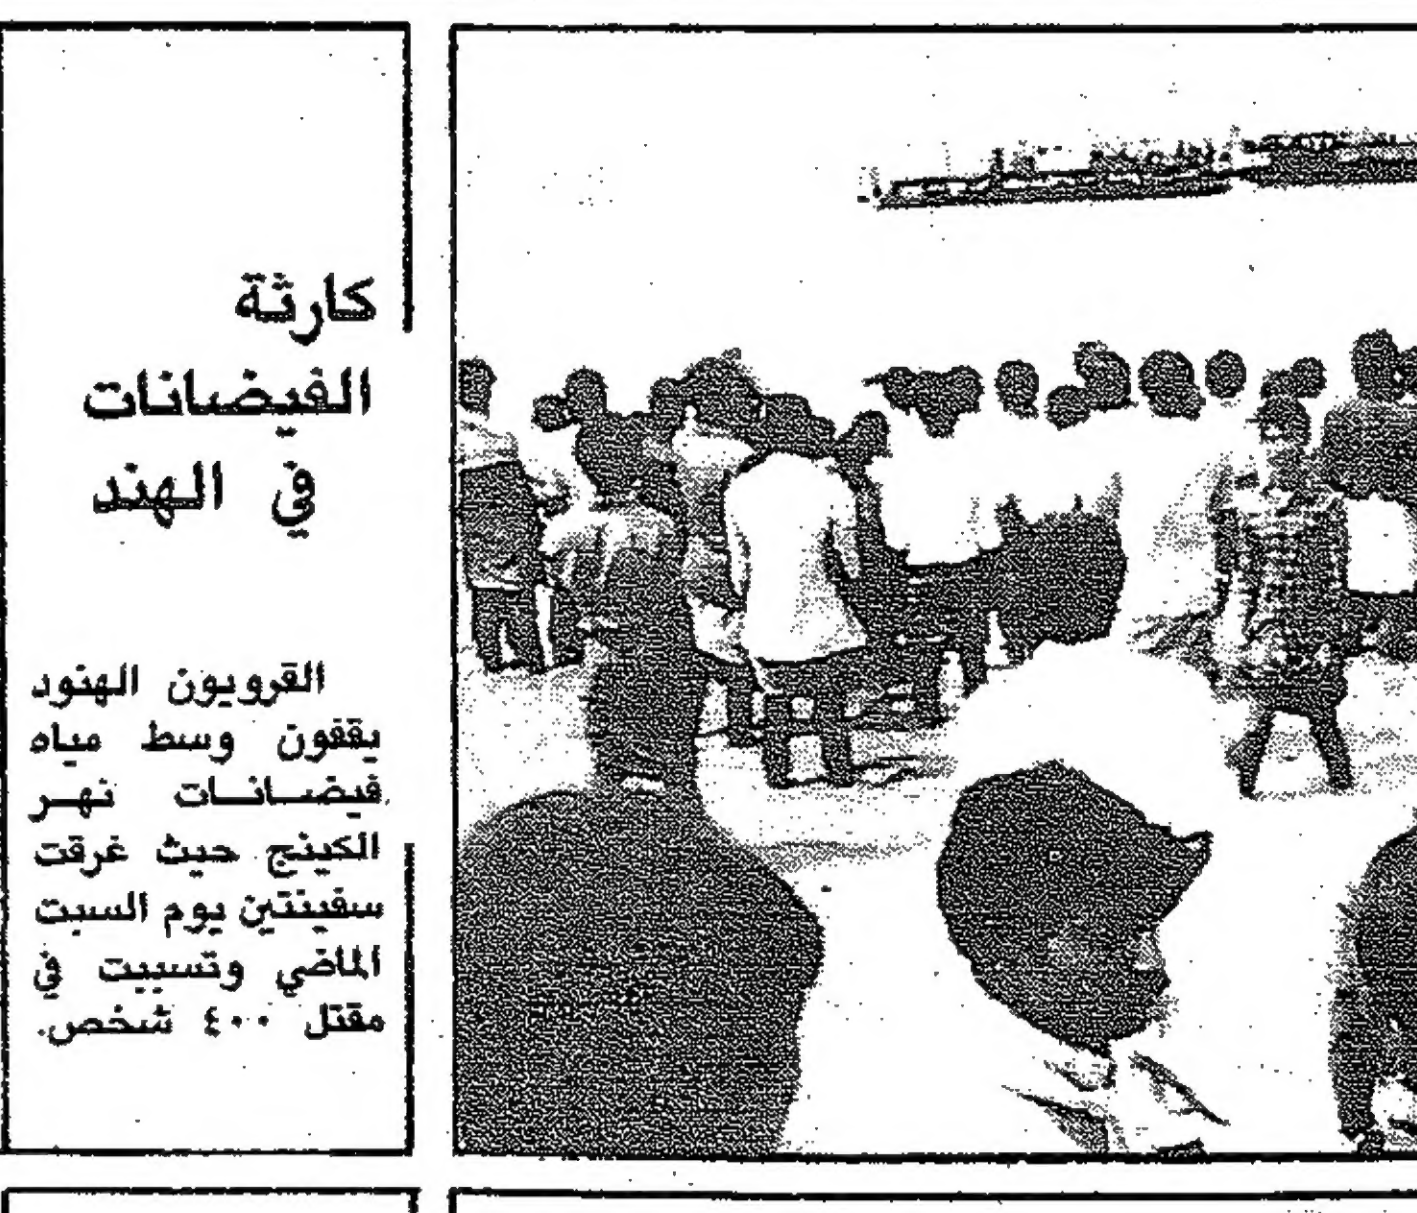 كارثة
الفيضانات
في الهند
القرويون الهنود
يقفون وسط مياه
فيضانات نهر
الكينج حيث غرقت
سفينتين يوم السبت
الماضي وتسببت في
مقتل ٤٠٠ شخص.